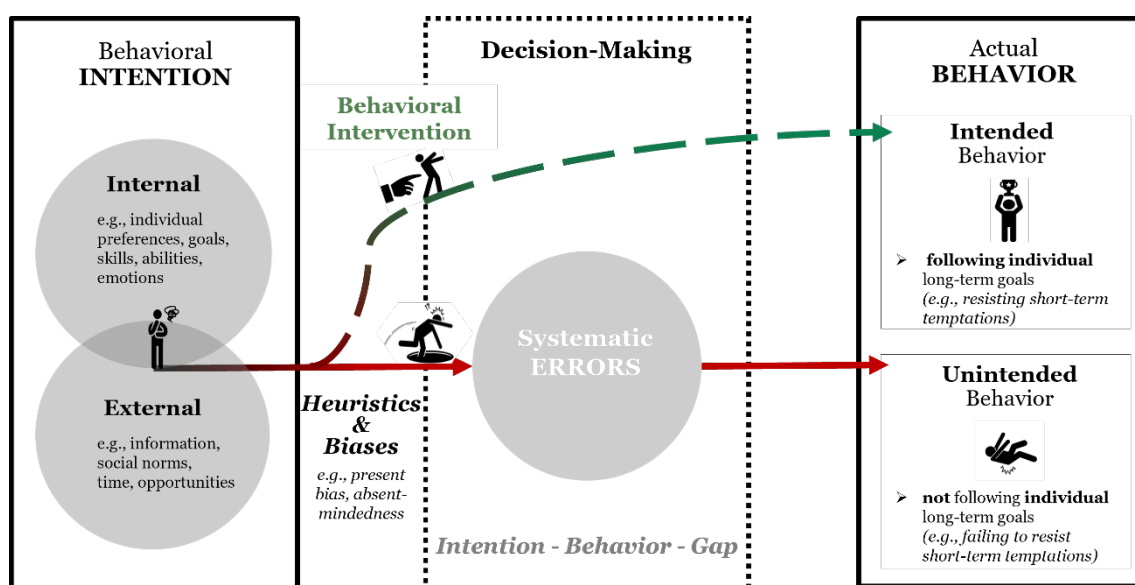 Behavioral
INTENTION
Internal
e.g., individual
preferences, goals,
skills, abilities,
emotions
External
e.g., information,
social norms,
time, opportunities
Behavioral
Intervention
Heuristics
&
Biases
e.g., present
bias, absent-
mindedness
Decision-Making
Systematic
ERRORS
Intention - Behavior - Gap
Actual
BEHAVIOR
Intended
Behavior
➢ following individual
long-term goals
(e.g., resisting short-term
temptations)
Unintended
Behavior
➢ not following individual
long-term goals
(e.g., failing to resist
short-term temptations)